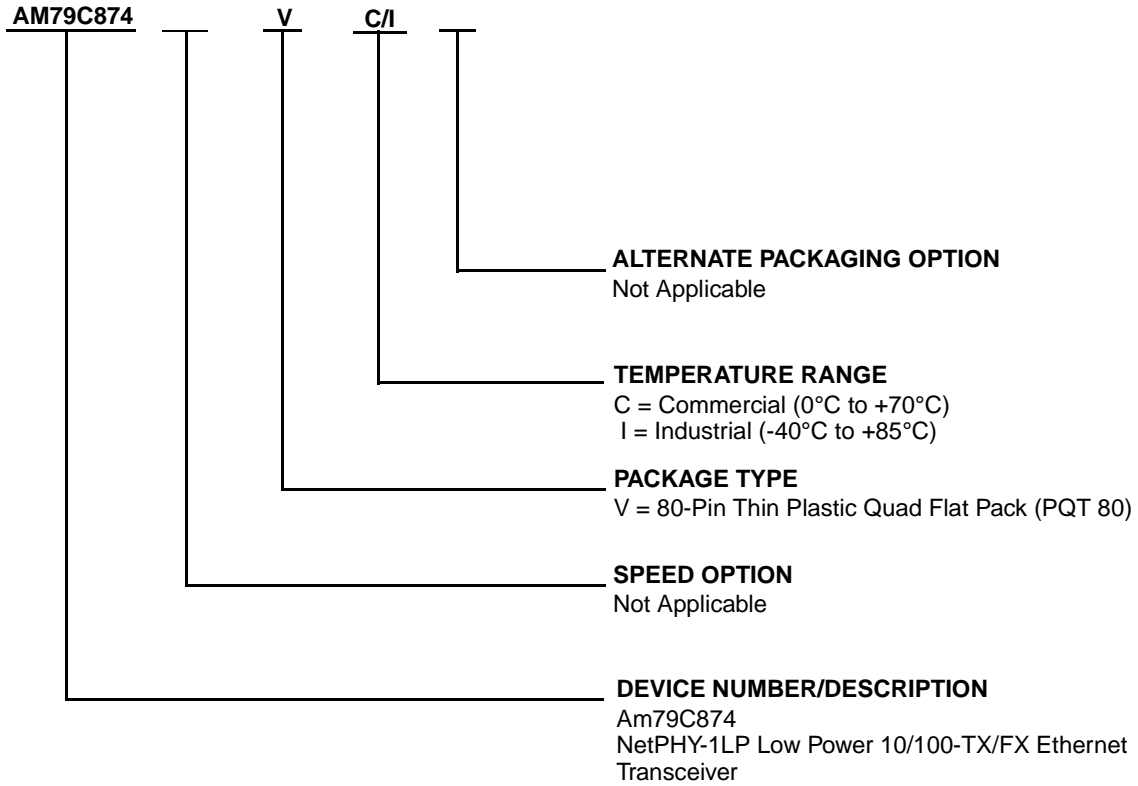 AM79C874 V C/I
ALTERNATE PACKAGING OPTION
Not Applicable
TEMPERATURE RANGE
C = Commercial (0°C to +70°C)
I = Industrial (-40°C to +85°C)
PACKAGE TYPE
V = 80-Pin Thin Plastic Quad Flat Pack (PQT 80)
SPEED OPTION
Not Applicable
DEVICE NUMBER/DESCRIPTION
Am79C874
NetPHY-1LP Low Power 10/100-TX/FX Ethernet
Transceiver